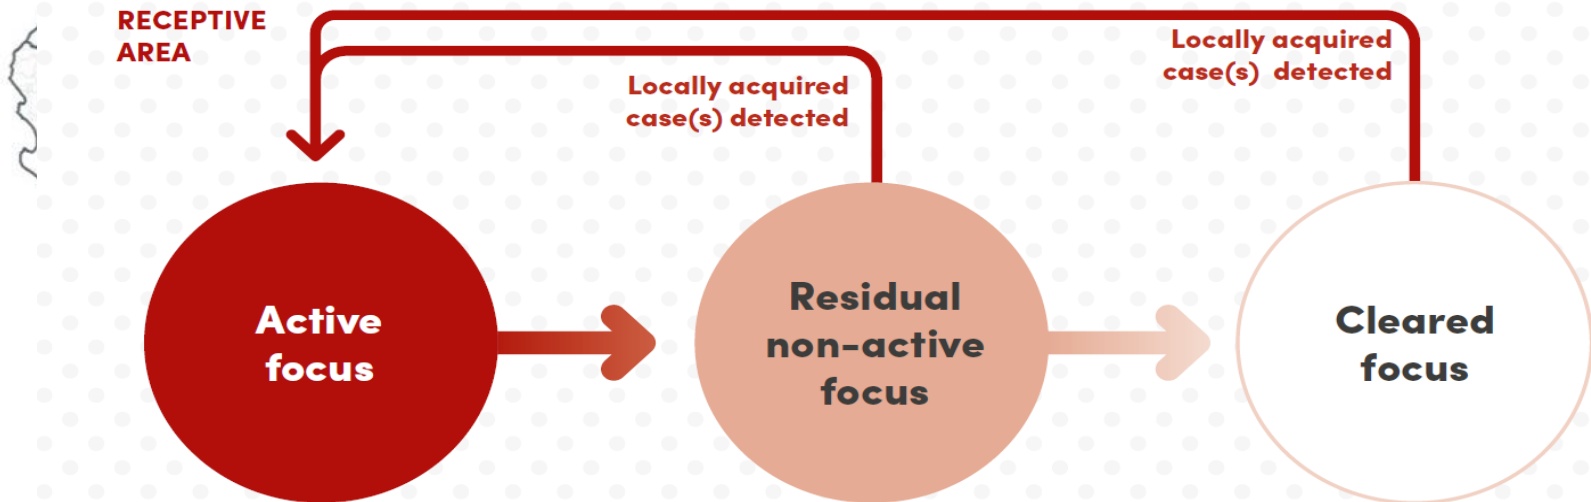 RECEPTIVE
AREA
Locally acquired
case(s) detected
Locally acquired
case(s) detected
Active
focus
Residual
non-active
focus
Cleared
focus